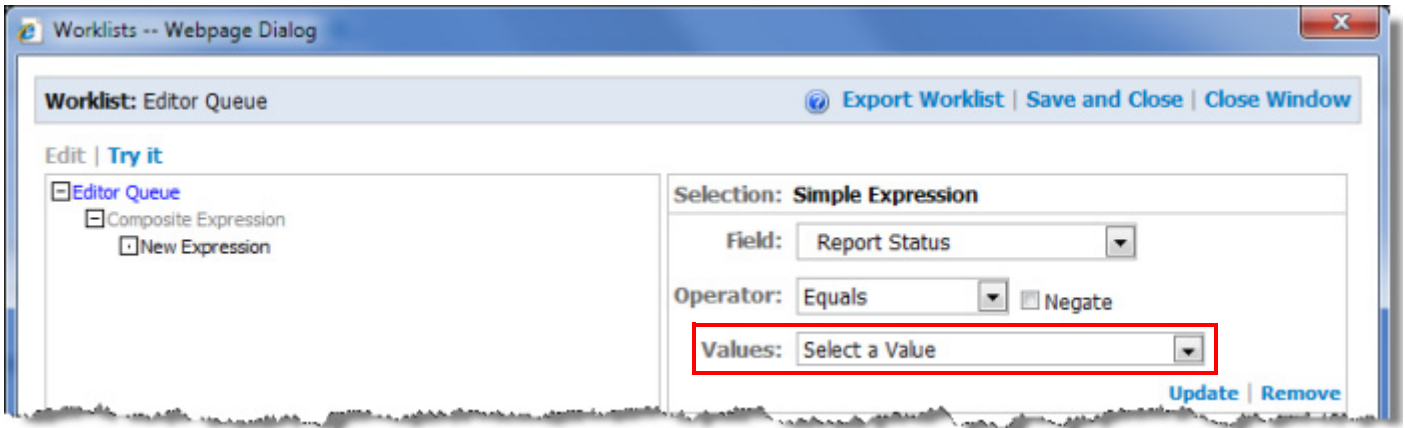 Worklists -- Webpage Dialog
Worklist: Editor Queue
Export Worklist | Save and Close | Close Window
Edit | Try it
Editor Queue
Composite Expression
New Expression
Selection: Simple Expression
Field: Report Status
Operator: Equals Negate
Values: Select a Value
Update | Remove